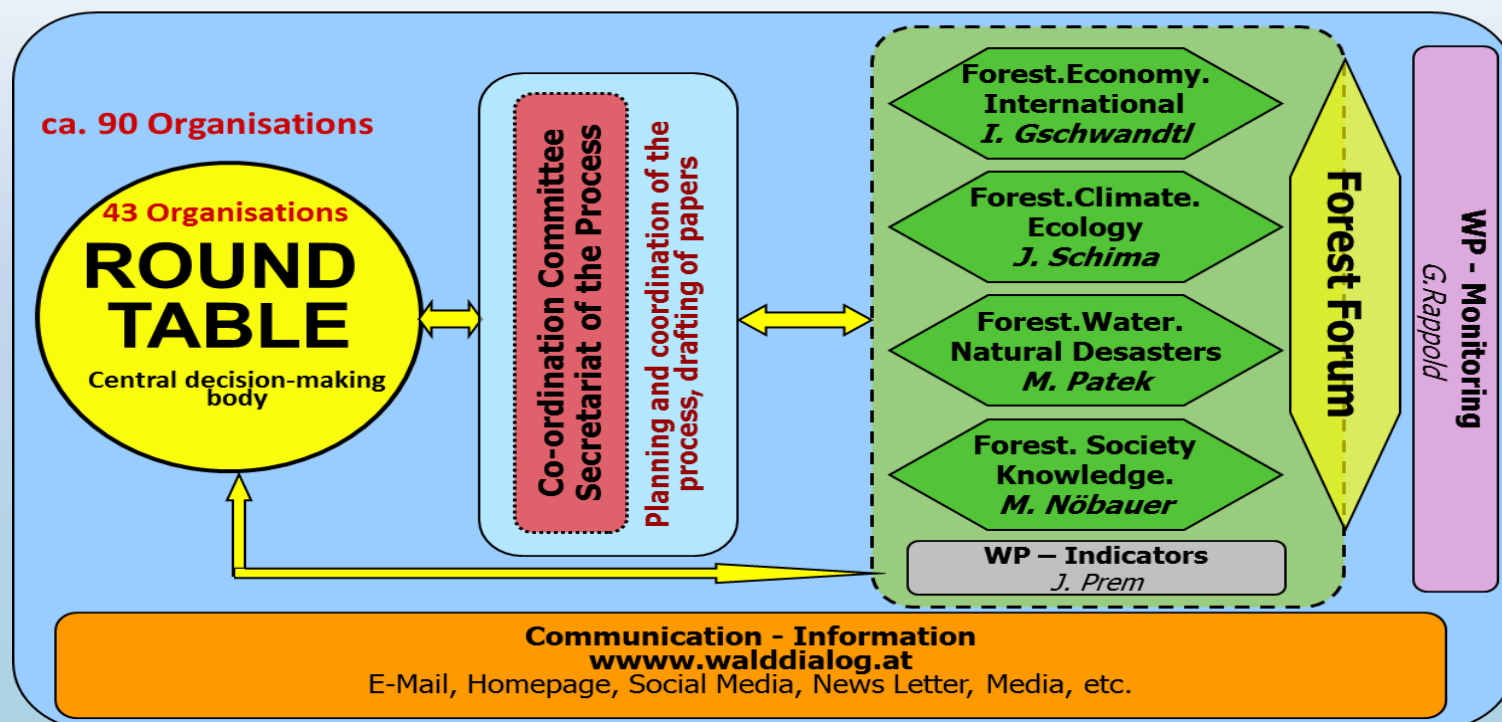 ca. 90 Organisations
43 Organisations
ROUND
TABLE
Central decision-making
body
Co-ordination Committee
Secretariat of the Process
Planning and coordination of the
process, drafting of papers
Forest.Economy.
International
I. Gschwandtl
Forest.Climate.
Ecology
J. Schima
Forest.Water.
Natural Desasters
M. Patek
Forest. Society
Knowledge.
M. Nöbauer
WP – Indicators
J. Prem
Forest Forum
WP - Monitoring
G.Rappold
Communication - Information
wwww.walddialog.at
E-Mail, Homepage, Social Media, News Letter, Media, etc.